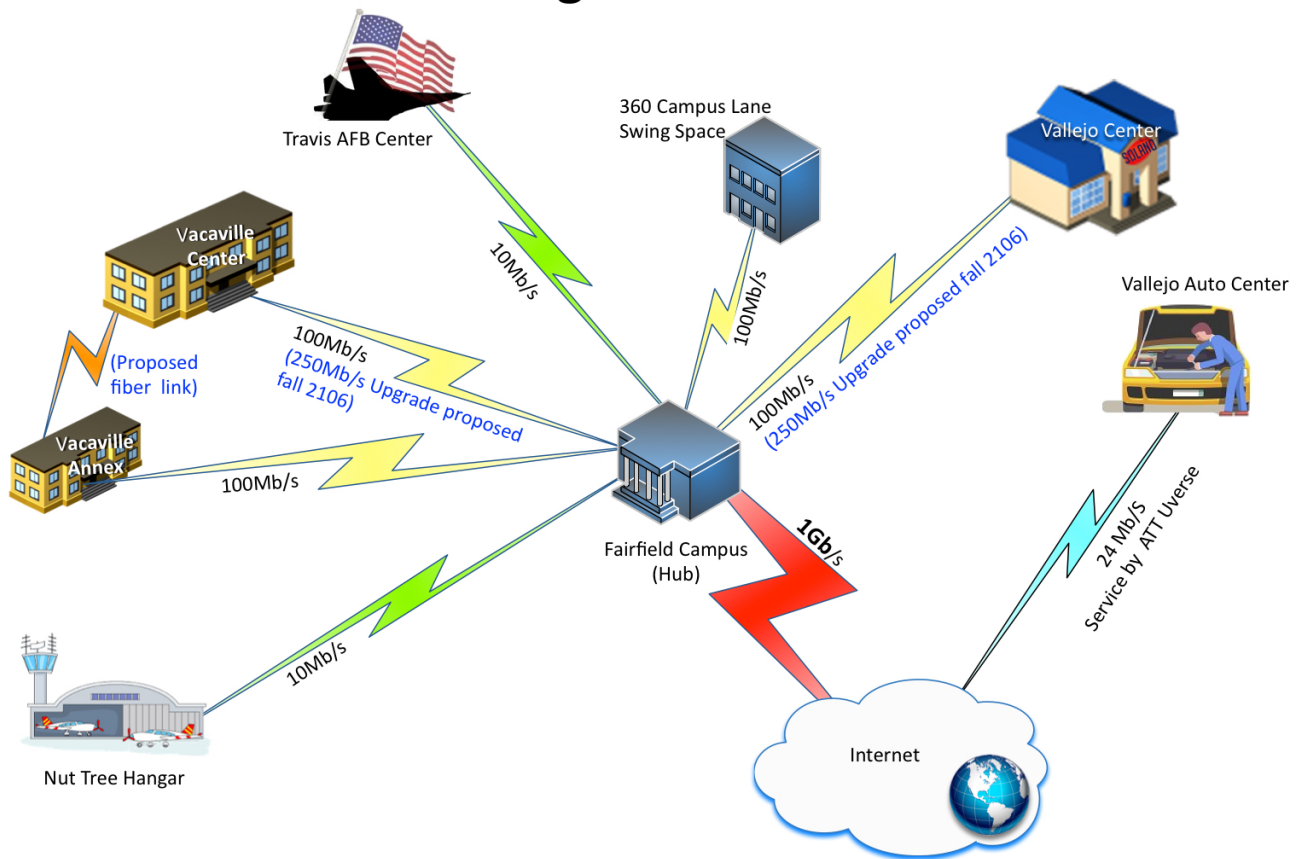 g
Travis AFB Center
360 Campus Lane
Swing Space
Vallejo Center
SOLANO
Vallejo Auto Center
Vacaville
Center
10Mb/s
100Mb/s
100Mb/s
(250Mb/s Upgrade proposed fall 2106)
100Mb/s
(250Mb/s Upgrade proposed
fall 2106)
(Proposed
fiber link)
Vacaville
Annex
100Mb/s
Fairfield Campus
(Hub)
1Gb/s
24 Mb/S
Service by ATT Uverse
10Mb/s
Nut Tree Hangar
Internet